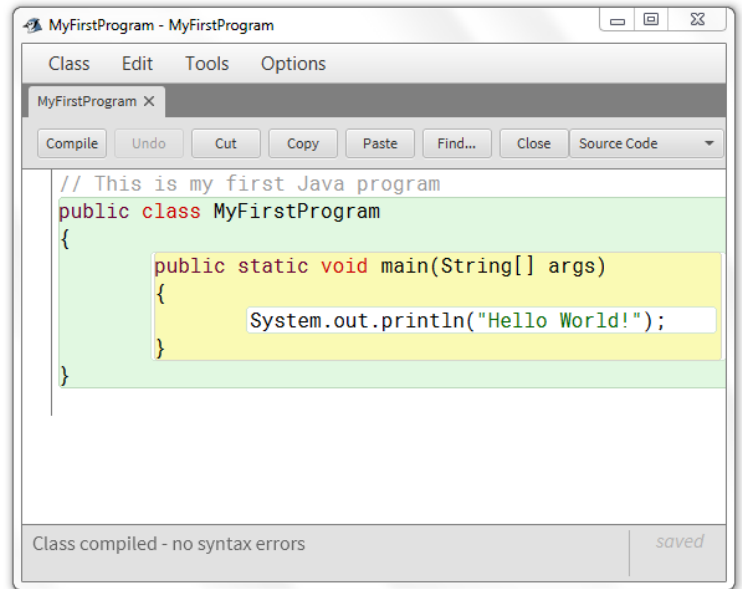 MyFirstProgram - MyFirstProgram
Class Edit Tools Options
MyFirstProgram
Compile Undo Cut Copy Paste Find... Close Source Code
// This is my first Java program
public class MyFirstProgram
{
public static void main(String[] args)
{
System.out.println("Hello World!");
}
}
Class compiled - no syntax errors saved